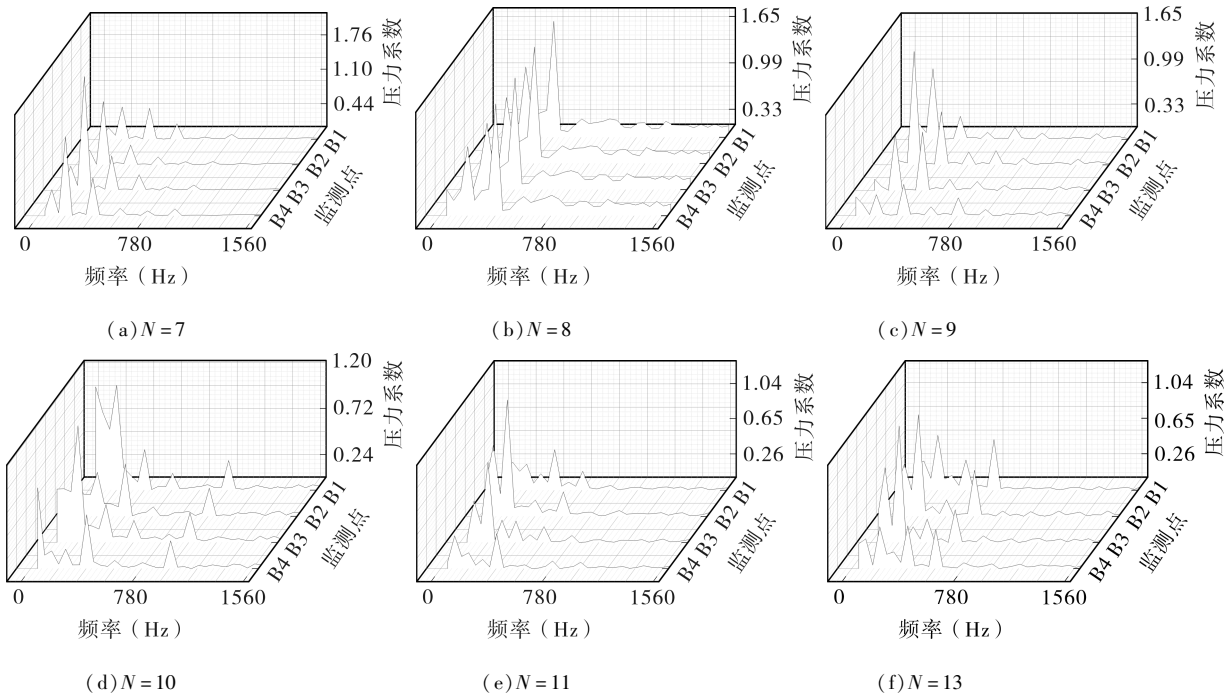 1.76
1.10
0.44
压力系数
B4 B3 B2 B1
监测点
0 780 1560
频率（Hz）
(a)N=7
1.65
0.99
0.33
压力系数
B4 B3 B2 B1
监测点
0 780 1560
频率（Hz）
(b)N=8
1.65
0.99
0.33
压力系数
B4 B3 B2 B1
监测点
0 780 1560
频率（Hz）
(c)N=9
1.20
0.72
0.24
压力系数
B4 B3 B2 B1
监测点
0 780 1560
频率（Hz）
(d)N=10
1.04
0.65
0.26
压力系数
B4 B3 B2 B1
监测点
0 780 1560
频率（Hz）
(e)N=11
1.04
0.65
0.26
压力系数
B4 B3 B2 B1
监测点
0 780 1560
频率（Hz）
(f)N=13